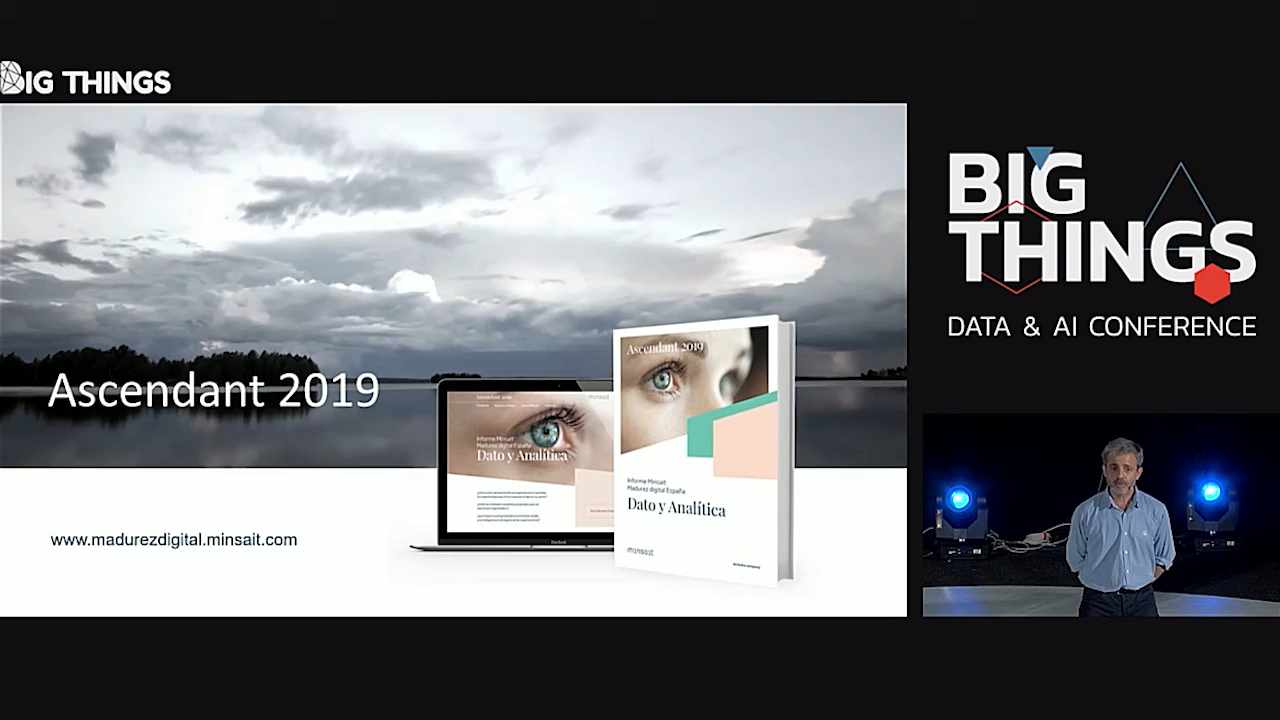 BIG THINGS
BIG
THINGS
DATA & AI CONFERENCE
Ascendant 2019
www.madurezdigital.minsait.com
Ascendant 2019
minsait
Informe Minsait
Madurez digital España
Dato y Analítica
Ascendant 2019
Informe Minsait
Madurez digital España
Dato y Analítica
minsait